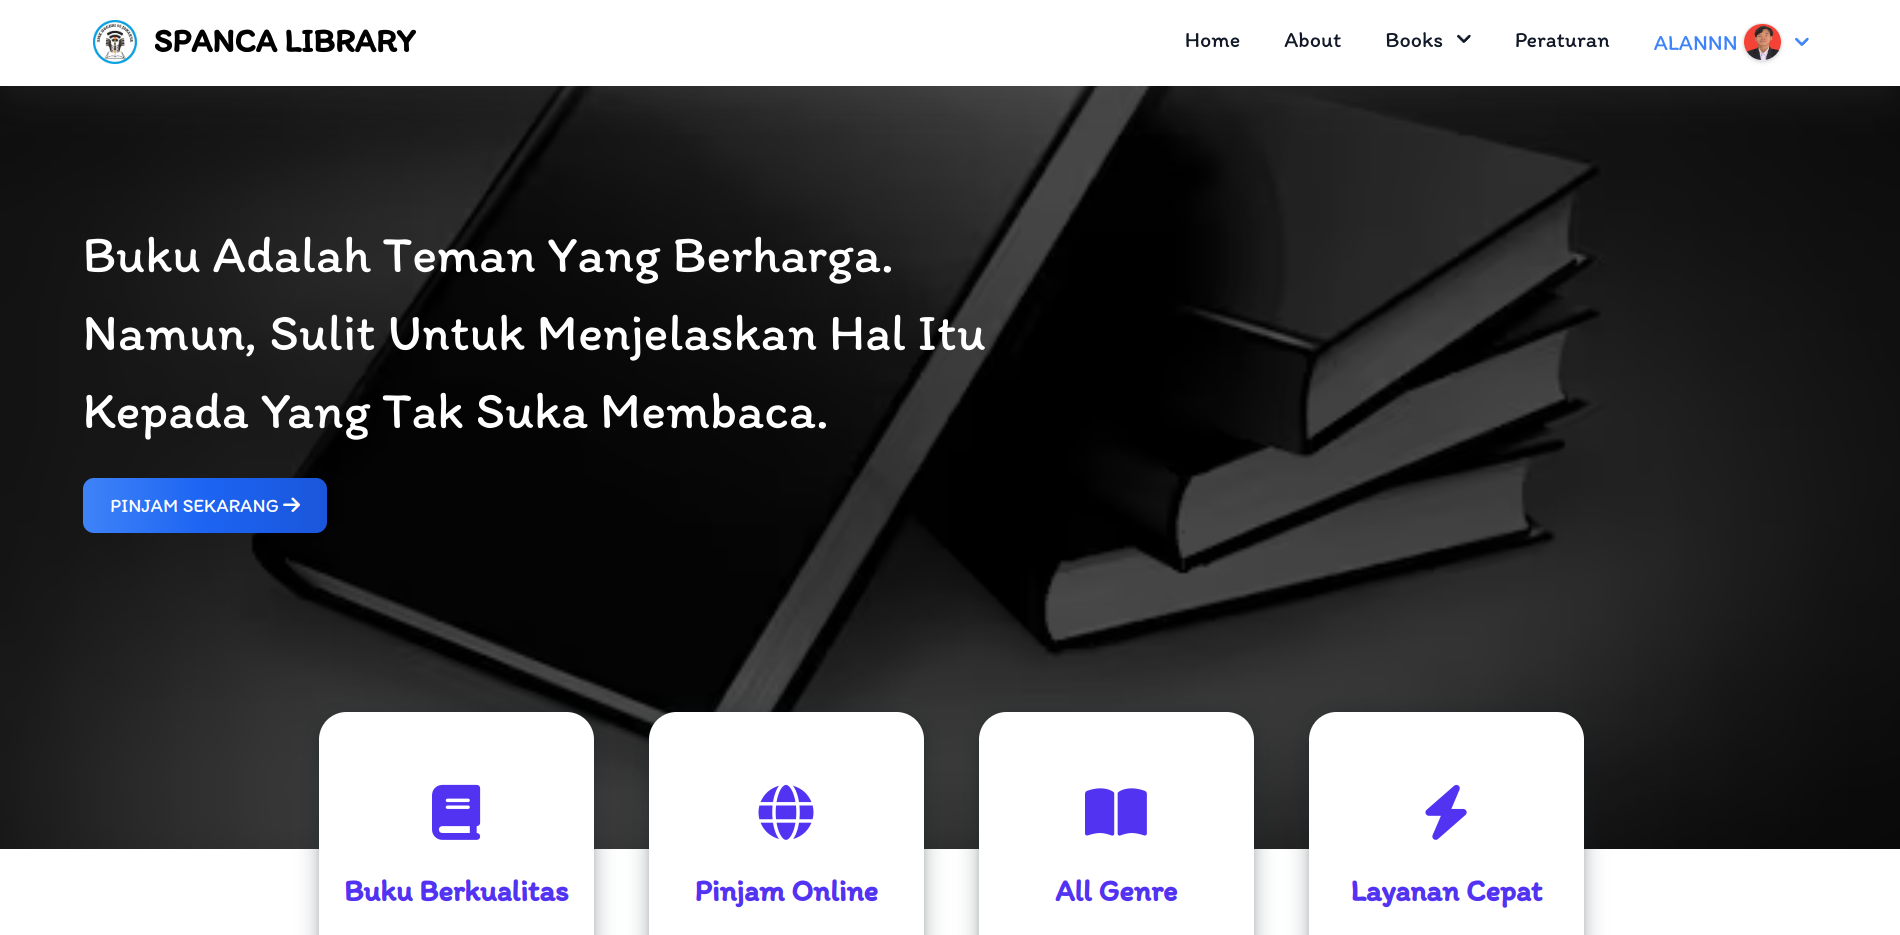 SPANCA LIBRARY
Home About Books Peraturan ALANNN
Buku Adalah Teman Yang Berharga.
Namun, Sulit Untuk Menjelaskan Hal Itu
Kepada Yang Tak Suka Membaca.
PINJAM SEKARANG
Buku Berkualitas
Pinjam Online
All Genre
Layanan Cepat